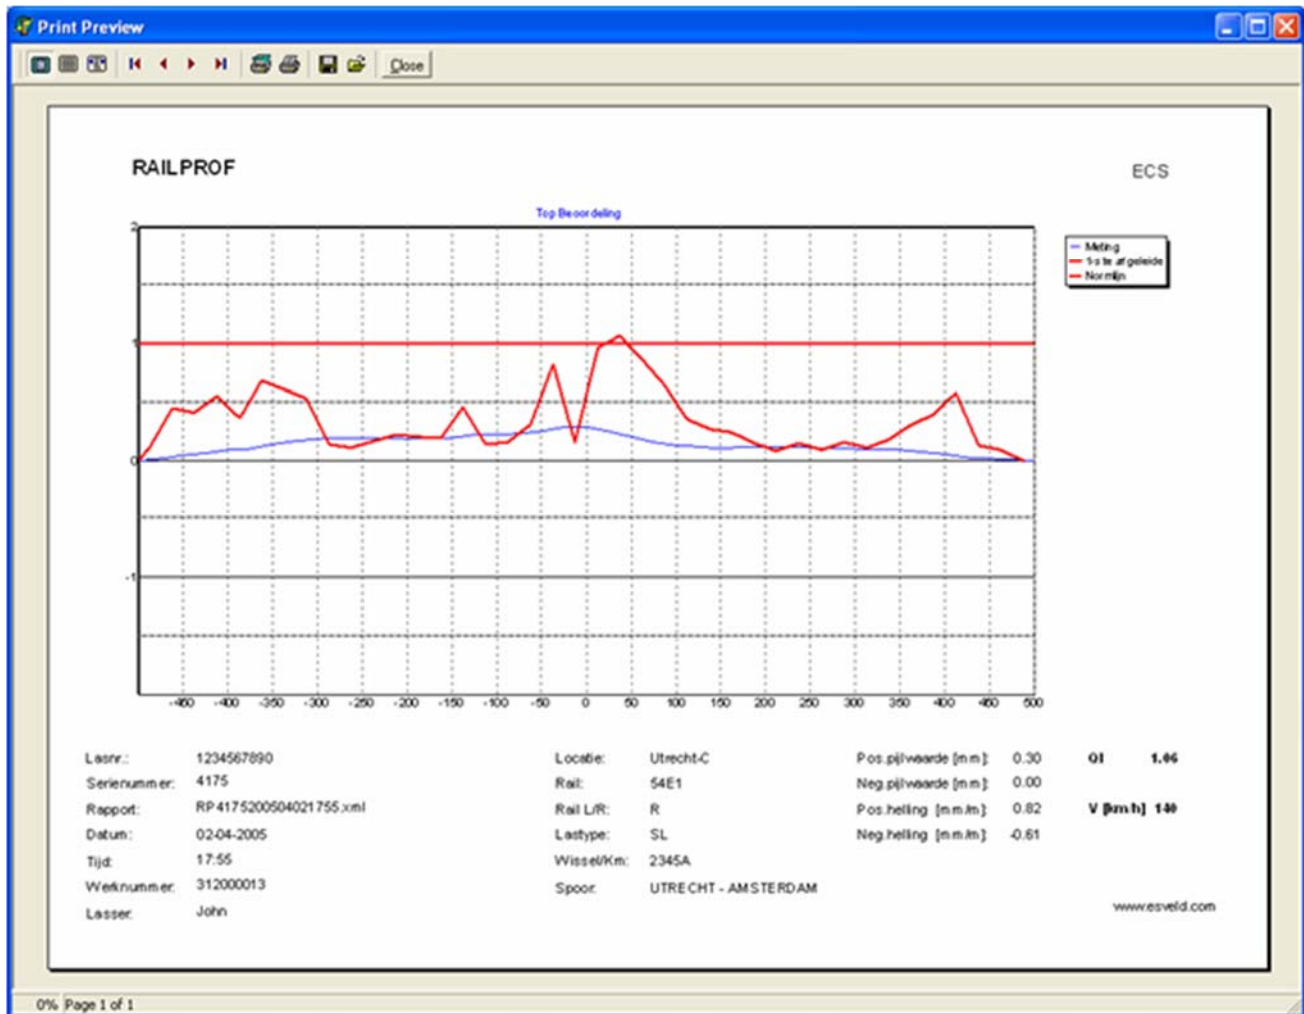 Print Preview
Close
RAILPROF
ECS
Top Beoordeling
Meting
1-ste afgeleide
Normlijn
2
1
0
-1
-450 -400 -350 -300 -250 -200 -150 -100 -50 0 50 100 150 200 250 300 350 400 450 500
Lasnr.: 1234567890 Locatie: Utrecht-C Pos.pijlwaarde [mm]: 0.30 QI 1.06
Serienummer: 4175 Rail: 54E1 Neg.pijlwaarde [mm]: 0.00
Rapport: RP4175200504021755.xml Rail L/R: R Pos.helling [mm/m]: 0.82 V [km/h] 140
Datum: 02-04-2005 Lastype: SL Neg.helling [mm/m]: -0.61
Tijd: 17:55 Wissel/Km: 2345A
Werknummer: 312000013 Spoor: UTRECHT - AMSTERDAM
Lasser: John
www.esveld.com
0% Page 1 of 1